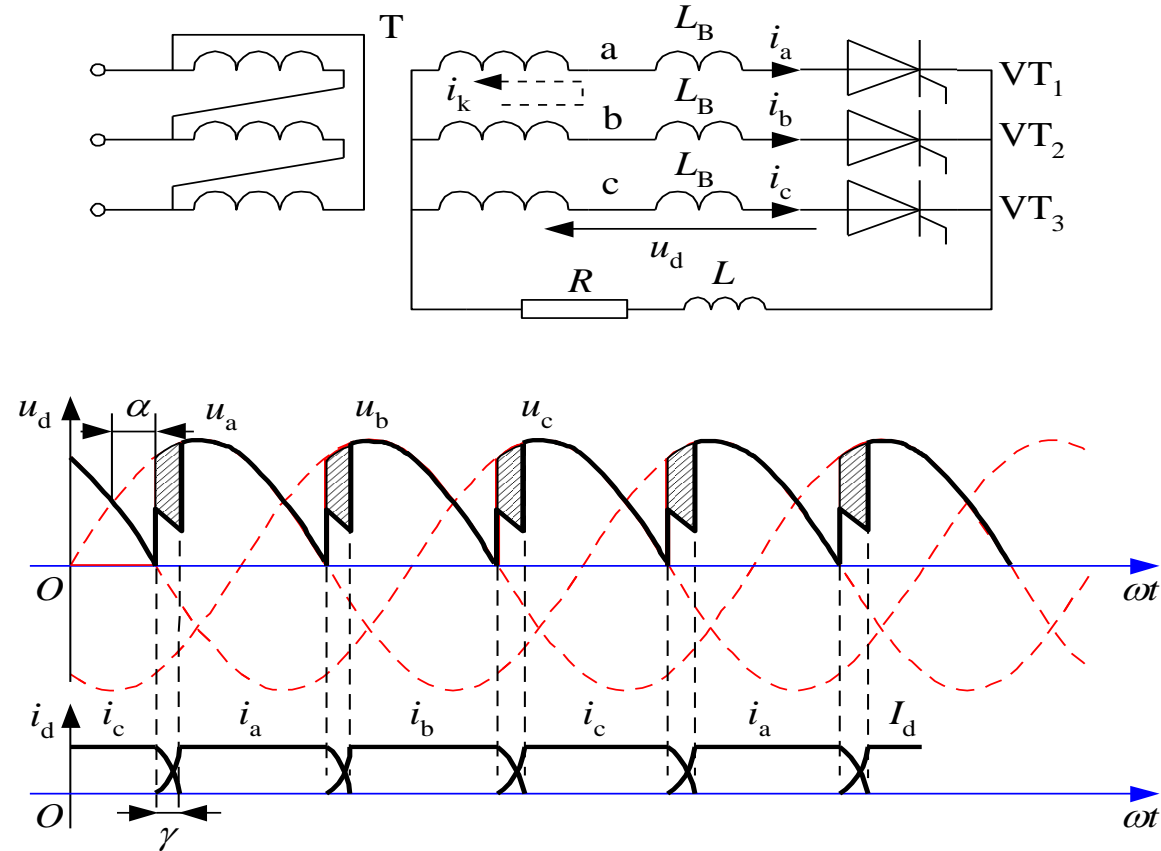 T
a
L_B
i_a
VT_1
i_k
b
L_B
i_b
VT_2
c
L_B
i_c
VT_3
u_d
R
L
u_d
α
u_a
u_b
u_c
O
ωt
i_d
i_c
i_a
i_b
i_c
i_a
I_d
O
ωt
γ